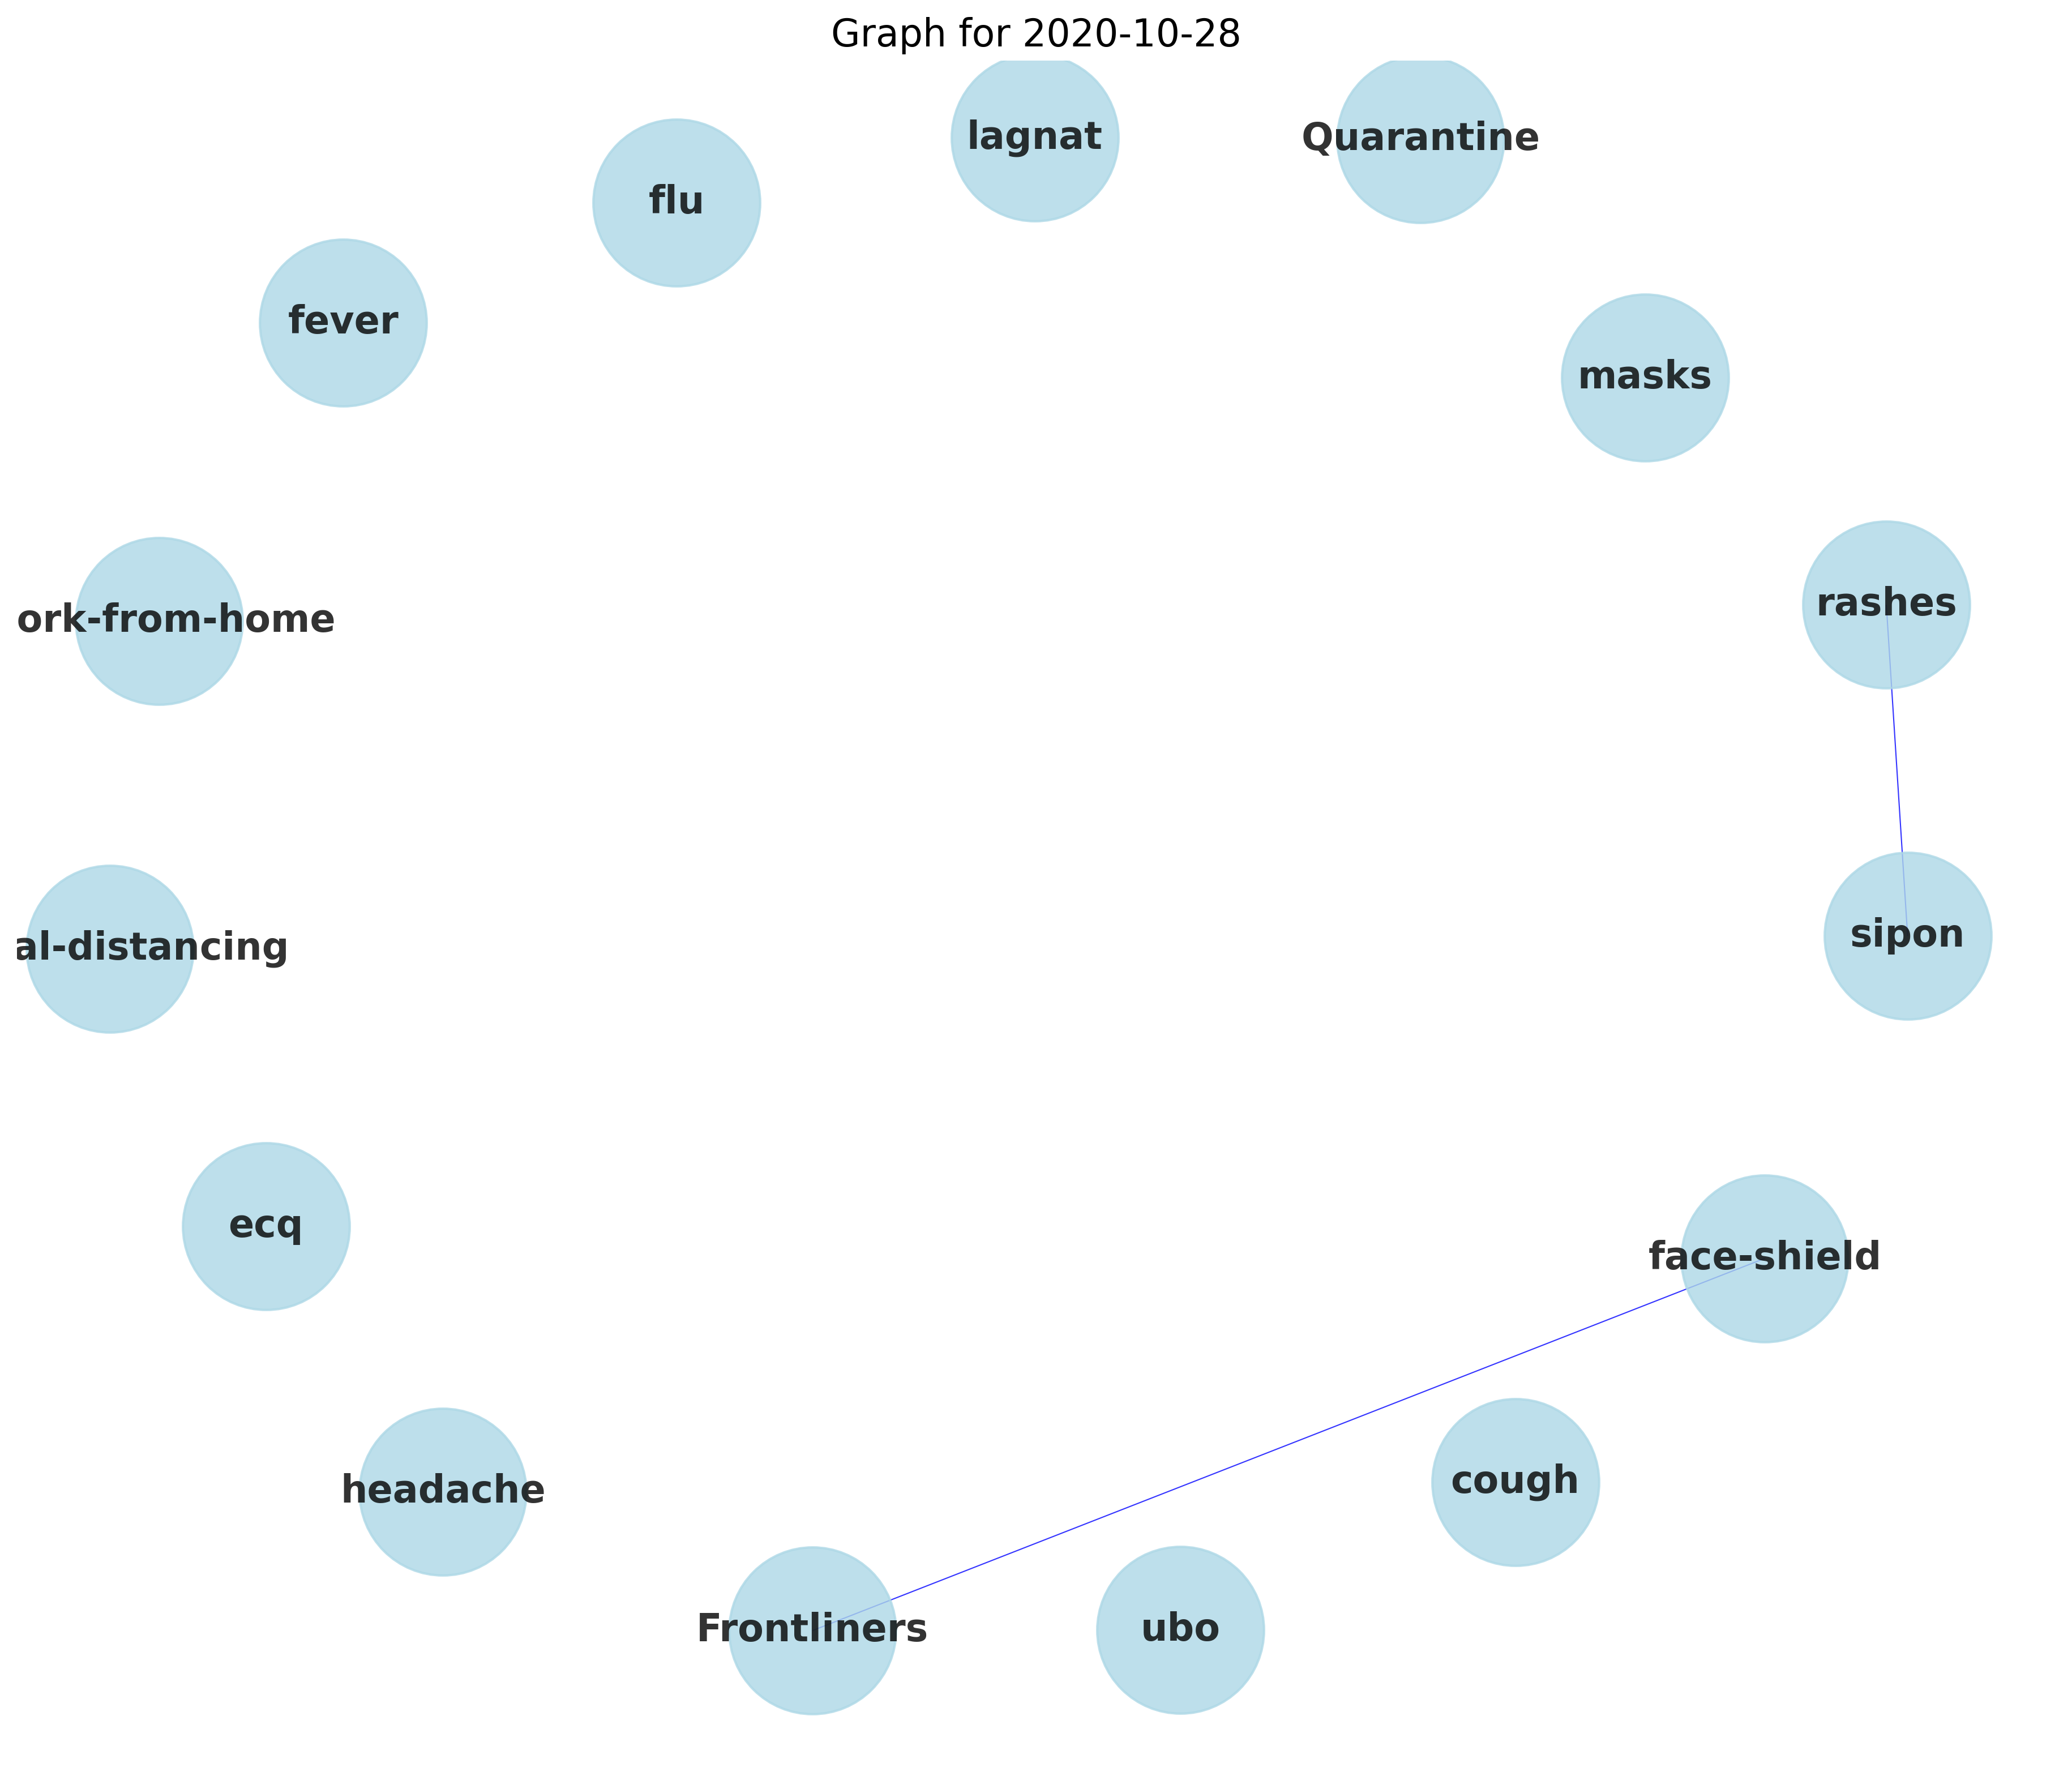 Graph for 2020-10-28
lagnat
Quarantine
flu
fever
masks
rashes
ork-from-home
sipon
al-distancing
ecq
face-shield
headache
cough
Frontliners
ubo